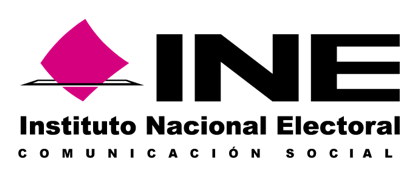 INE
Instituto Nacional Electoral
COMUNICACIÓN SOCIAL